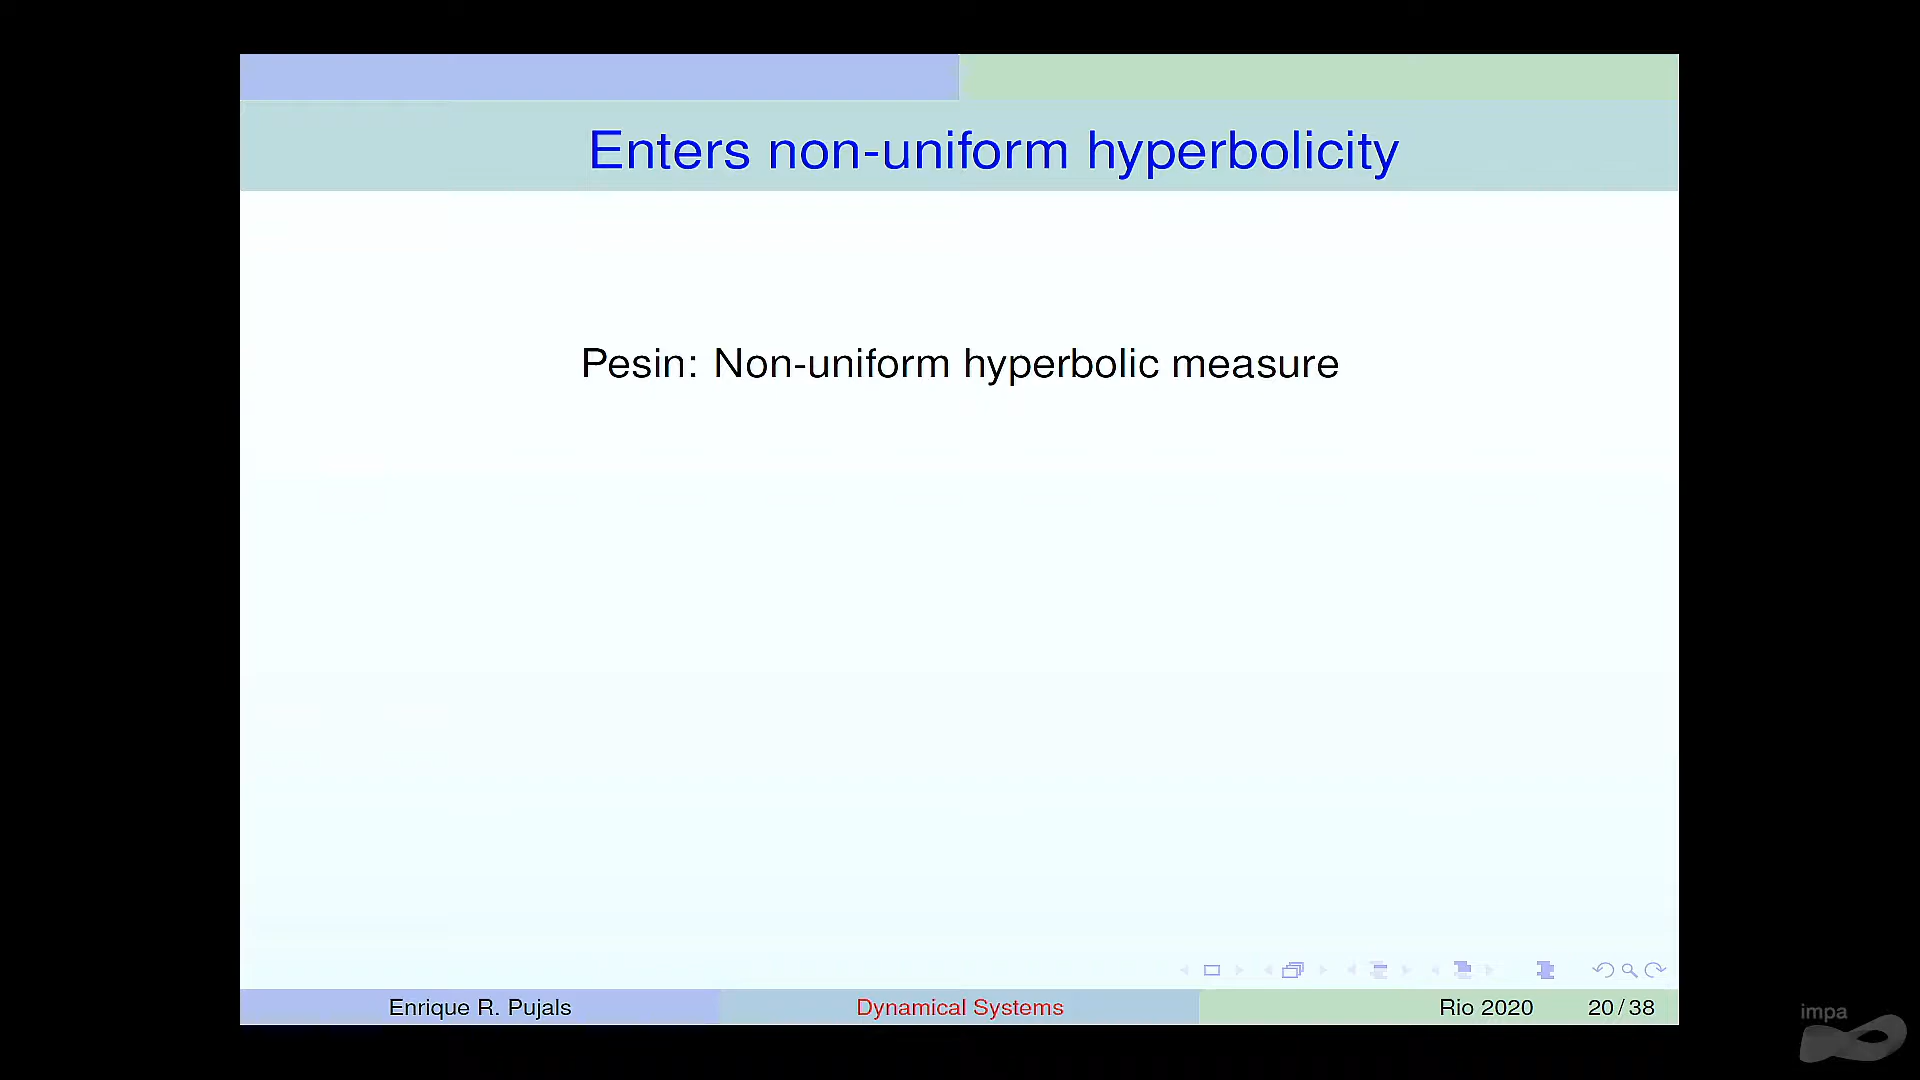 Enters non-uniform hyperbolicity
Pesin: Non-uniform hyperbolic measure
Enrique R. Pujals
Dynamical Systems
Rio 2020
20 / 38
impa